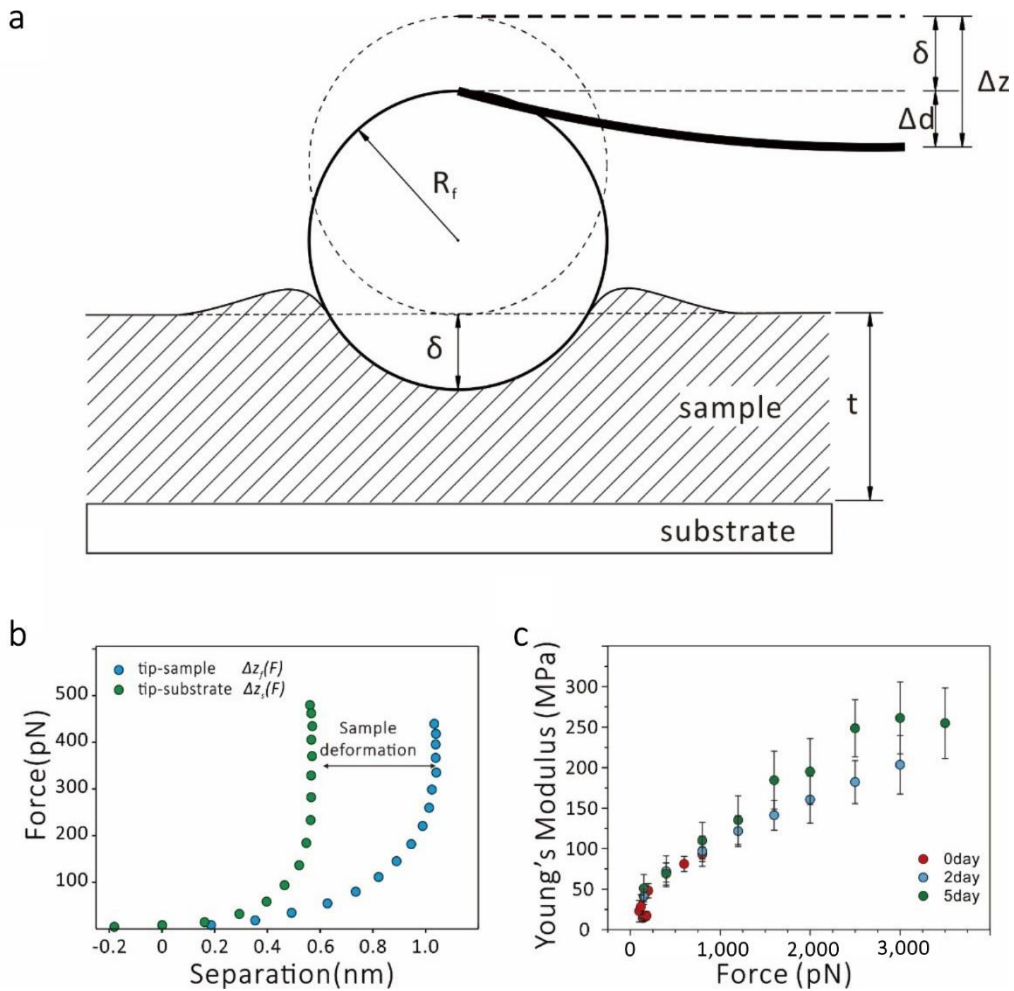 a
δ
Δz
Δd
R_f
δ
sample
t
substrate
b
tip-sample Δz_f(F)
tip-substrate Δz_s(F)
Sample
deformation
500
400
300
200
100
Force(pN)
-0.2 0 0.2 0.4 0.6 0.8 1.0
Separation(nm)
c
Young's Modulus (MPa)
300
250
200
150
100
50
0
0day
2day
5day
0 1,000 2,000 3,000
Force (pN)